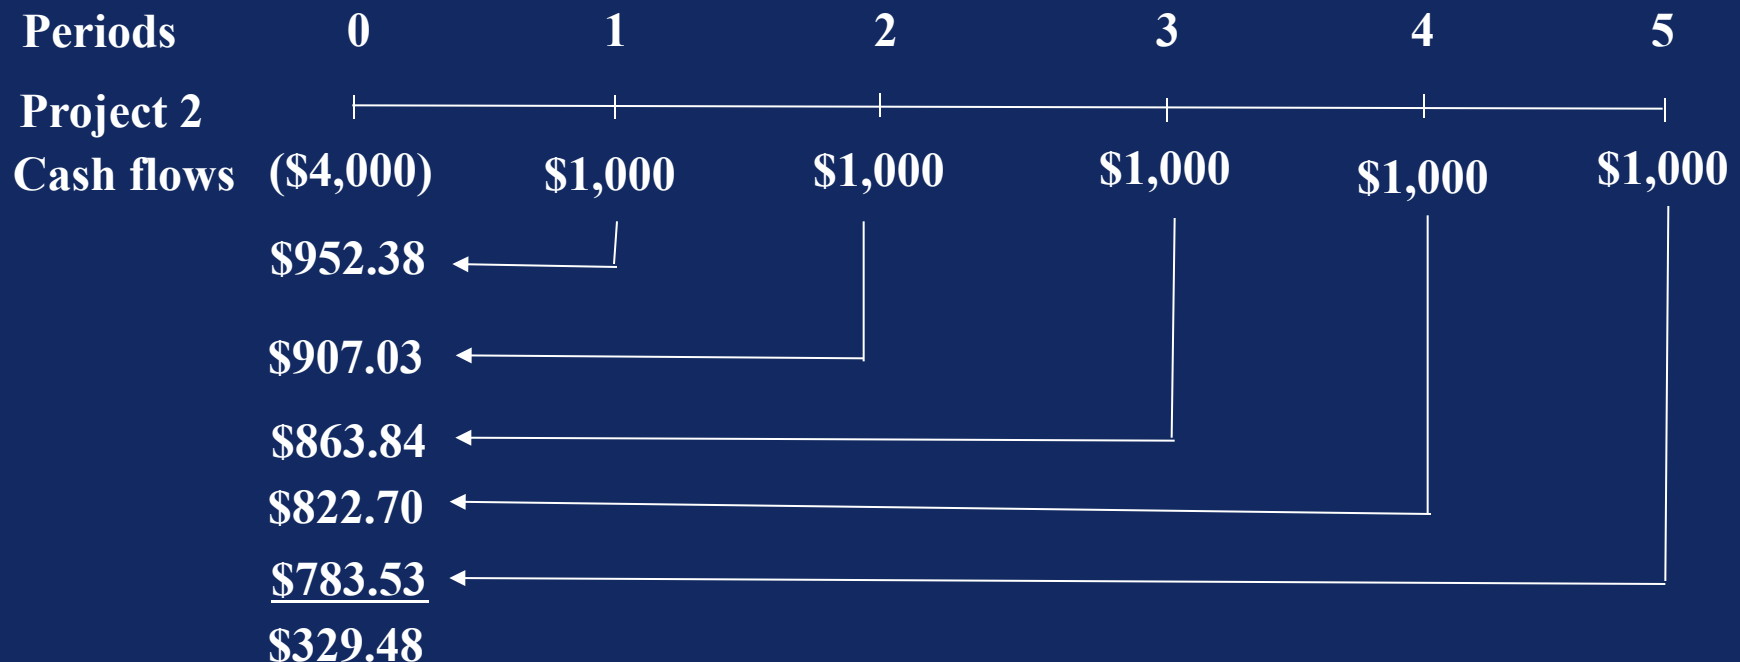 Periods 0 1 2 3 4 5
Project 2
Cash flows ($4,000) $1,000 $1,000 $1,000 $1,000 $1,000
$952.38
$907.03
$863.84
$822.70
$783.53
$329.48